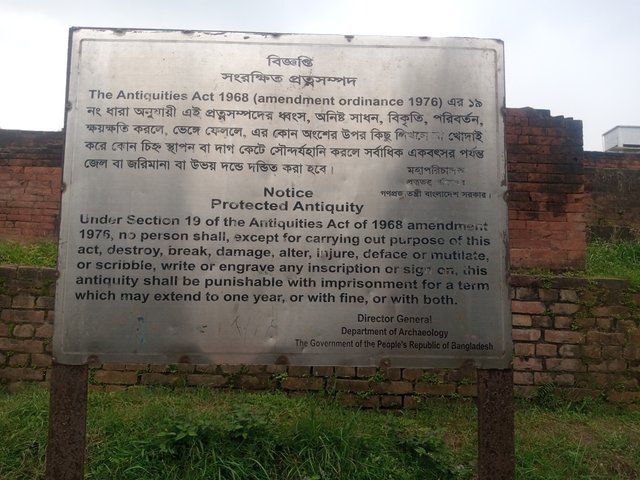 বিজ্ঞপ্তি
সংরক্ষিত প্রত্নসম্পদ
The Antiquities Act 1968 (amendment ordinance 1976) এর ১৯
নং ধারা অনুশায়ী এই প্রত্নসম্পদের ধ্বংস, অনিষ্ট সাধন, বিকৃতি, পরিবর্তন,
ক্ষয়ক্ষতি করলে, ভেঙ্গে ফেললে, এর কোন অংশের উপর কিছু লিখলে বা খোদাই
করে কোন চিহ্ন স্থাপন বা দাগ কেটে সৌন্দর্যহানি করলে সর্বাধিক একবৎসর পর্যন্ত
জেল বা জরিমানা বা উভয় দন্ডে দন্ডিত করা হবে।
মহাপরিচালক
গণপ্রজাতন্ত্রী বাংলাদেশ সরকার।
Notice
Protected Antiquity
Under Section 19 of the Antiquities Act of 1968 amendment
1976, no person shall, except for carrying out purpose of this
act, destroy, break, damage, alter, injure, deface or mutilate,
or scribble, write or engrave any inscription or sign on, this
antiquity shall be punishable with imprisonment for a term
which may extend to one year, or with fine, or with both.
Director General
Department of Archaeology
The Government of the People's Republic of Bangladesh